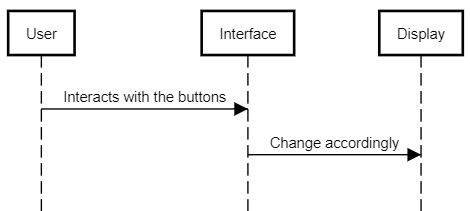 User
Interface
Display
Interacts with the buttons
Change accordingly